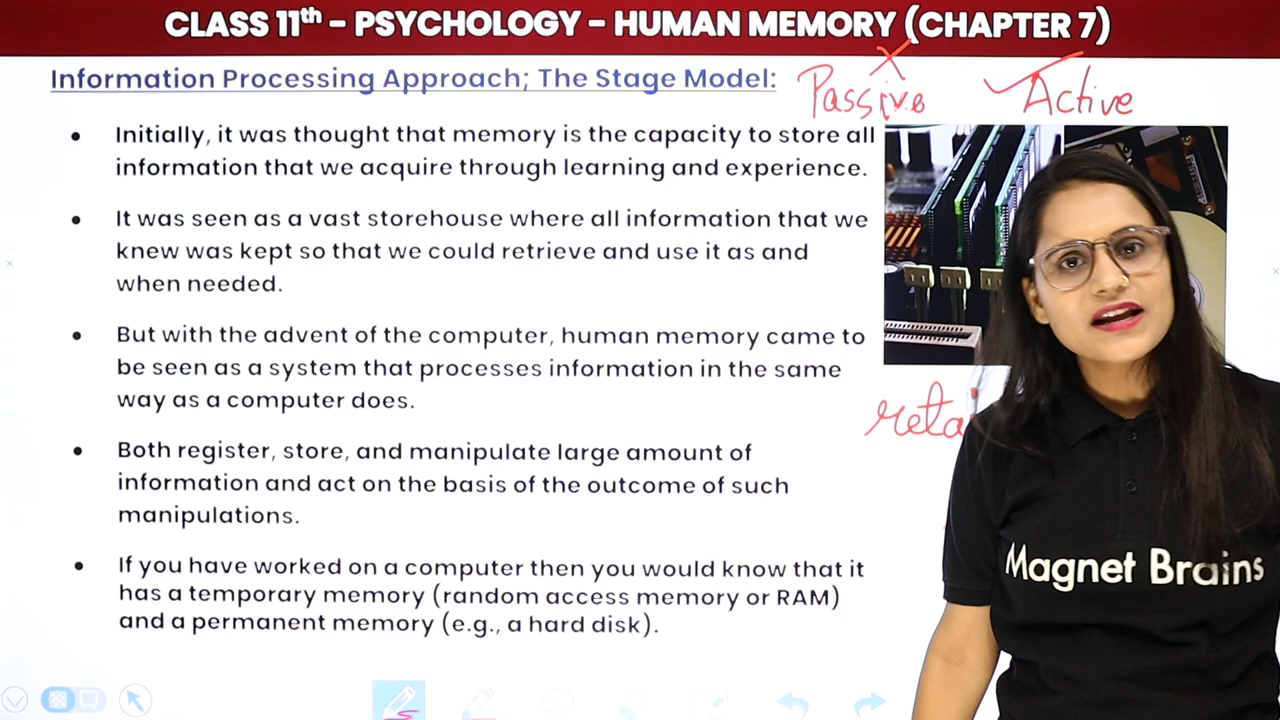 CLASS 11th – PSYCHOLOGY – HUMAN MEMORY (CHAPTER 7)
Information Processing Approach; The Stage Model:
Passive
Active
• Initially, it was thought that memory is the capacity to store all
information that we acquire through learning and experience.
• It was seen as a vast storehouse where all information that we
knew was kept so that we could retrieve and use it as and
when needed.
• But with the advent of the computer, human memory came to
be seen as a system that processes information in the same
way as a computer does.
• Both register, store, and manipulate large amount of
information and act on the basis of the outcome of such
manipulations.
• If you have worked on a computer then you would know that it
has a temporary memory (random access memory or RAM)
and a permanent memory (e.g., a hard disk).
Magnet Brains